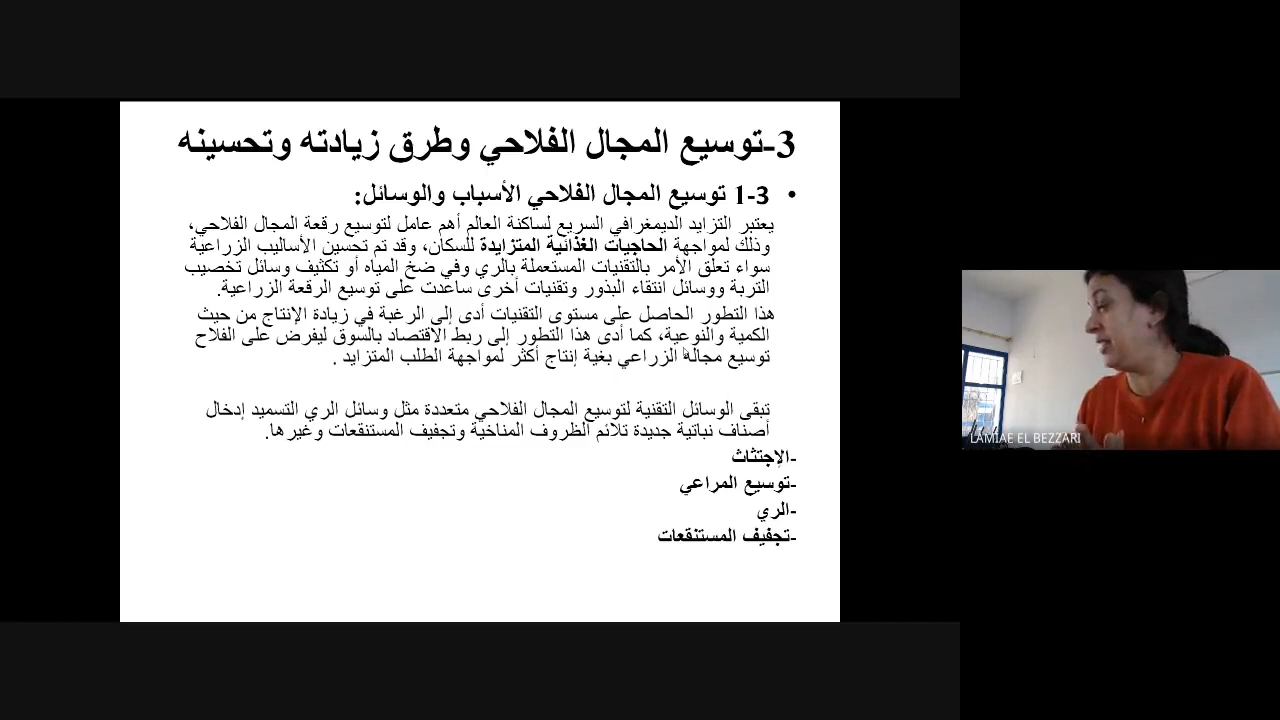 3-توسيع المجال الفلاحي وطرق زيادته وتحسينه
• 3-1 توسيع المجال الفلاحي الأسباب والوسائل:
يعتبر التزايد الديمغرافي السريع لساكنة العالم أهم عامل لتوسيع رقعة المجال الفلاحي،
وذلك لمواجهة الحاجيات الغذائية المتزايدة للسكان، وقد تم تحسين الأساليب الزراعية
سواء تعلق الأمر بالتقنيات المستعملة بالري وفي ضخ المياه أو تكثيف وسائل تخصيب
التربة ووسائل انتقاء البذور وتقنيات أخرى ساعدت على توسيع الرقعة الزراعية.
هذا التطور الحاصل على مستوى التقنيات أدى إلى الرغبة في زيادة الإنتاج من حيث
الكمية والنوعية، كما أدى هذا التطور إلى ربط الاقتصاد بالسوق ليفرض على الفلاح
توسيع مجاله الزراعي بغية إنتاج أكثر لمواجهة الطلب المتزايد .
تبقى الوسائل التقنية لتوسيع المجال الفلاحي متعددة مثل وسائل الري التسميد إدخال
أصناف نباتية جديدة تلائم الظروف المناخية وتجفيف المستنقعات وغيرها.
-الإجتثاث
-توسيع المراعي
-الري
-تجفيف المستنقعات
LAMIAE EL BEZZARI